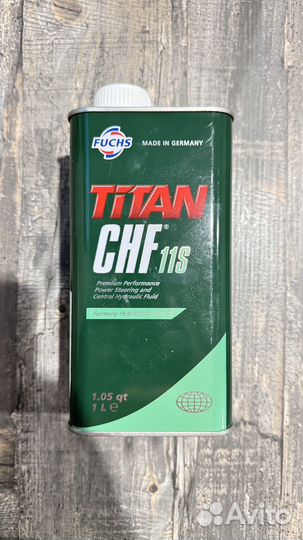 FUCHS
MADE IN GERMANY
TITAN
CHF® 11S
Premium Performance
Power Steering and
Central Hydraulic Fluid
Formerly
1.05 qt
1 L ℮
Avito